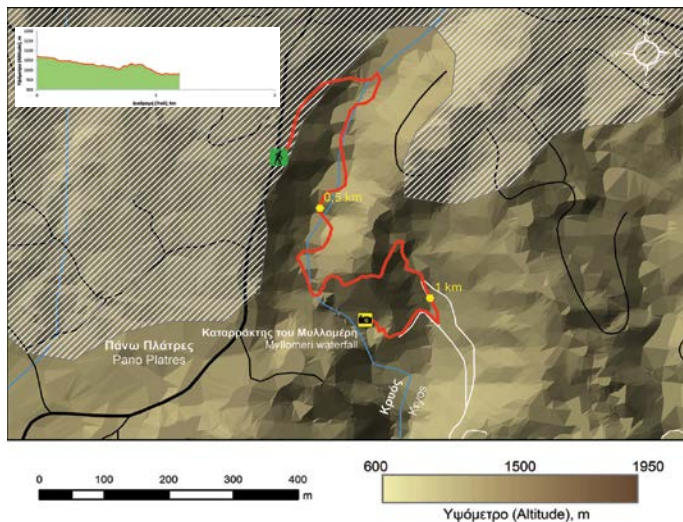 0,5 km
1 km
Καταρράκτης του Μυλλομέρη
Myllomeri waterfall
Πάνω Πλάτρες
Pano Platres
Κρυός
Kryos
0 100 200 300 400
m
600 1500 1950
Υψόμετρο (Altitude), m